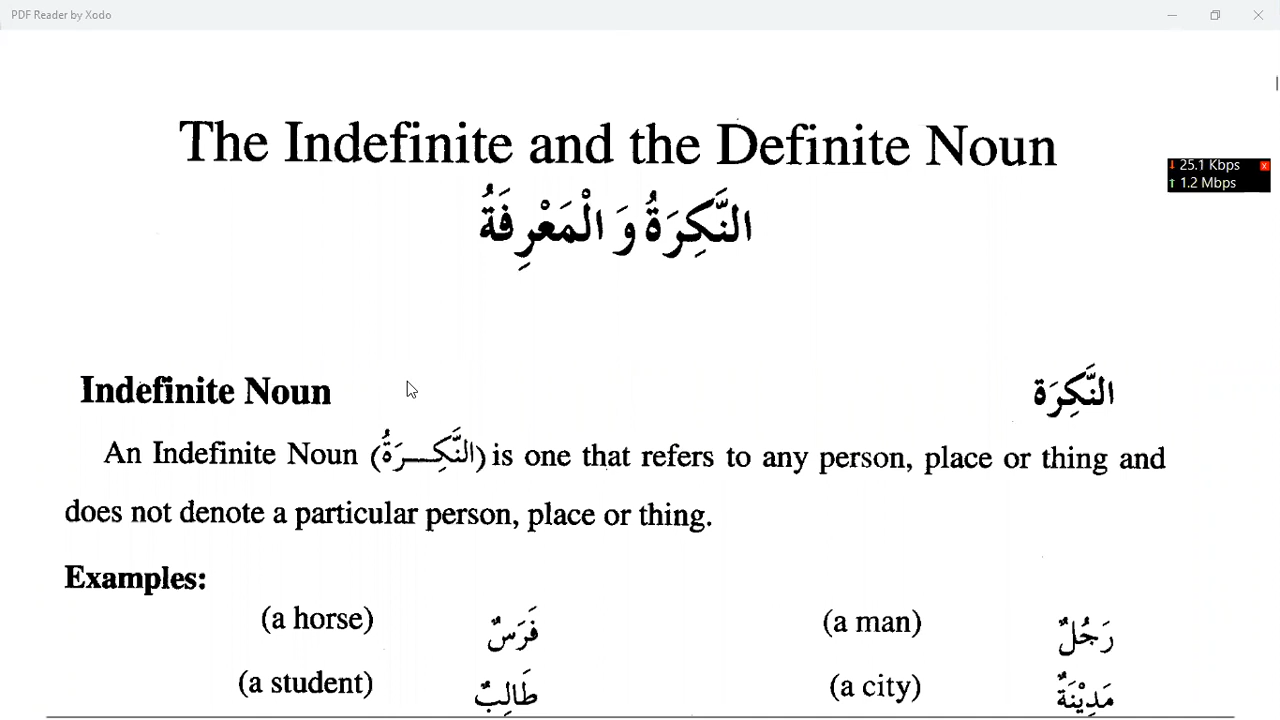 PDF Reader by Xodo
The Indefinite and the Definite Noun
↓ 25.1 Kbps x
↑ 1.2 Mbps
النَّكِرَةُ وَ الْمَعْرِفَةُ
Indefinite Noun النَّكِرَة
An Indefinite Noun (النَّكِـــرَةُ) is one that refers to any person, place or thing and
does not denote a particular person, place or thing.
Examples:
(a horse) فَرَسٌ (a man) رَجُلٌ
(a student) طَالِبٌ (a city) مَدِيْنَةٌ